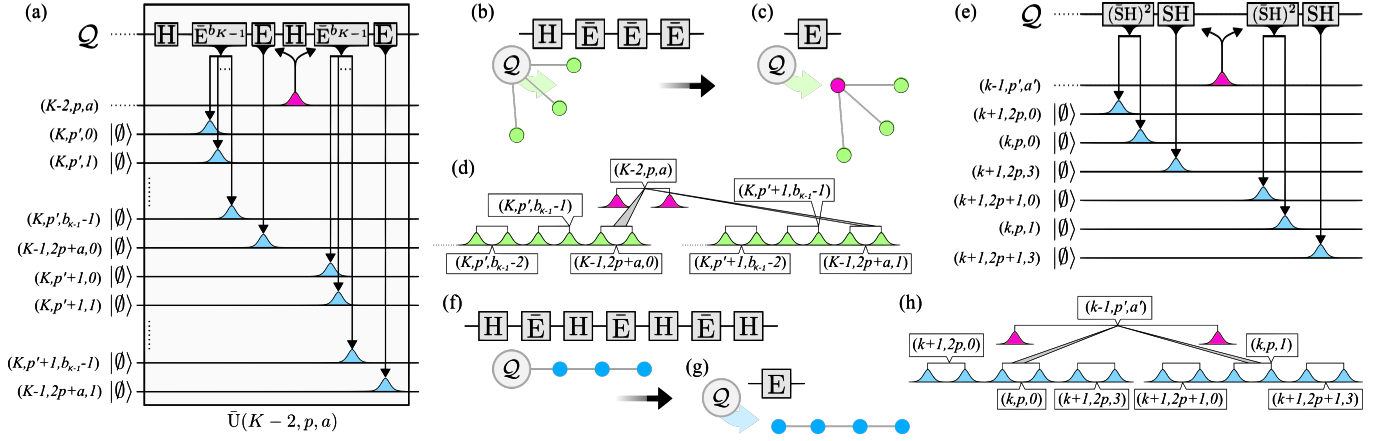 (a)
Q H Ē^{b_{K-1}} E H Ē^{b_{K-1}} E
... ...
(K-2,p,a)
(K,p',0) |∅⟩
(K,p',1) |∅⟩
(K,p',b_{K-1}-1) |∅⟩
(K-1,2p+a,0) |∅⟩
(K,p'+1,0) |∅⟩
(K,p'+1,1) |∅⟩
(K,p'+1,b_{K-1}-1) |∅⟩
(K-1,2p+a,1) |∅⟩
Ū(K − 2, p, a)
(b)
H Ē Ē Ē
Q
(c)
E
Q
(d)
(K-2,p,a)
(K,p',b_{K-1}-1) (K,p'+1,b_{K-1}-1)
(K,p',b_{K-1}-2) (K-1,2p+a,0) (K,p'+1,b_{K-1}-2) (K-1,2p+a,1)
(e)
Q (S̄H)² SH (S̄H)² SH
(k-1,p',a')
(k+1,2p,0) |∅⟩
(k,p,0) |∅⟩
(k+1,2p,3) |∅⟩
(k+1,2p+1,0) |∅⟩
(k,p,1) |∅⟩
(k+1,2p+1,3) |∅⟩
(f)
H Ē H Ē H Ē H
Q
(g)
E
Q
(h)
(k-1,p',a')
(k+1,2p,0) (k,p,1)
(k,p,0) (k+1,2p,3) (k+1,2p+1,0) (k+1,2p+1,3)